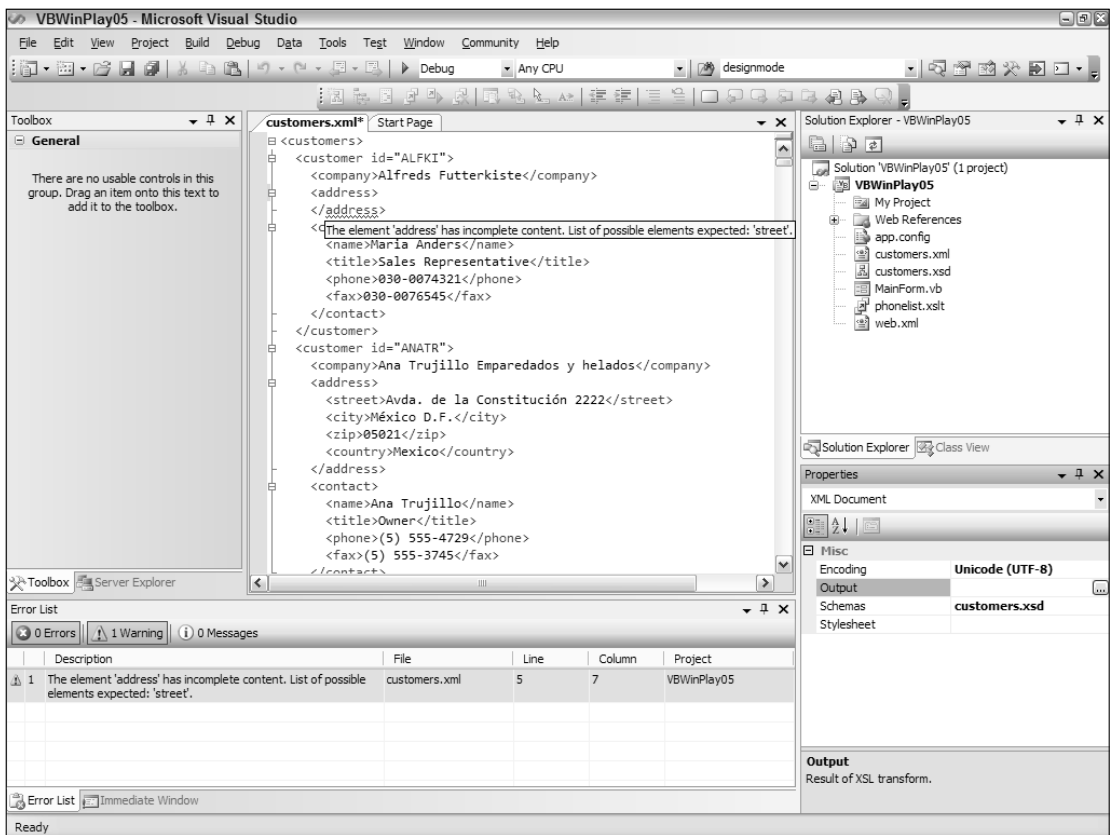 VBWinPlay05 - Microsoft Visual Studio
File Edit View Project Build Debug Data Tools Test Window Community Help
Debug Any CPU designmode
Toolbox
General
There are no usable controls in this
group. Drag an item onto this text to
add it to the toolbox.
Toolbox Server Explorer
customers.xml* Start Page
<customers>
<customer id="ALFKI">
<company>Alfreds Futterkiste</company>
<address>
</address>
<c
The element 'address' has incomplete content. List of possible elements expected: 'street'.
<name>Maria Anders</name>
<title>Sales Representative</title>
<phone>030-0074321</phone>
<fax>030-0076545</fax>
</contact>
</customer>
<customer id="ANATR">
<company>Ana Trujillo Emparedados y helados</company>
<address>
<street>Avda. de la Constitución 2222</street>
<city>México D.F.</city>
<zip>05021</zip>
<country>Mexico</country>
</address>
<contact>
<name>Ana Trujillo</name>
<title>Owner</title>
<phone>(5) 555-4729</phone>
<fax>(5) 555-3745</fax>
</contact>
Solution Explorer - VBWinPlay05
Solution 'VBWinPlay05' (1 project)
VBWinPlay05
My Project
Web References
app.config
customers.xml
customers.xsd
MainForm.vb
phonelist.xslt
web.xml
Solution Explorer Class View
Properties
XML Document
Misc
Encoding Unicode (UTF-8)
Output
Schemas customers.xsd
Stylesheet
Output
Result of XSL transform.
Error List
0 Errors 1 Warning 0 Messages
Description File Line Column Project
1 The element 'address' has incomplete content. List of possible customers.xml 5 7 VBWinPlay05
elements expected: 'street'.
Error List Immediate Window
Ready